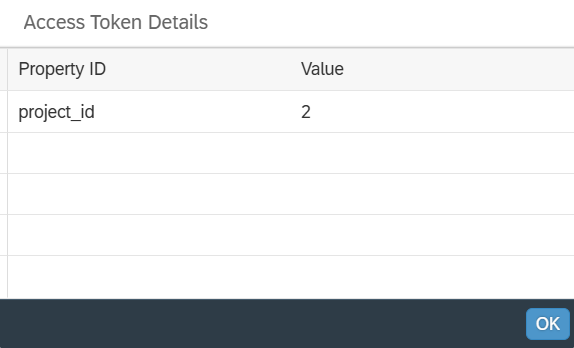 Access Token Details
Property ID Value
project_id 2
OK